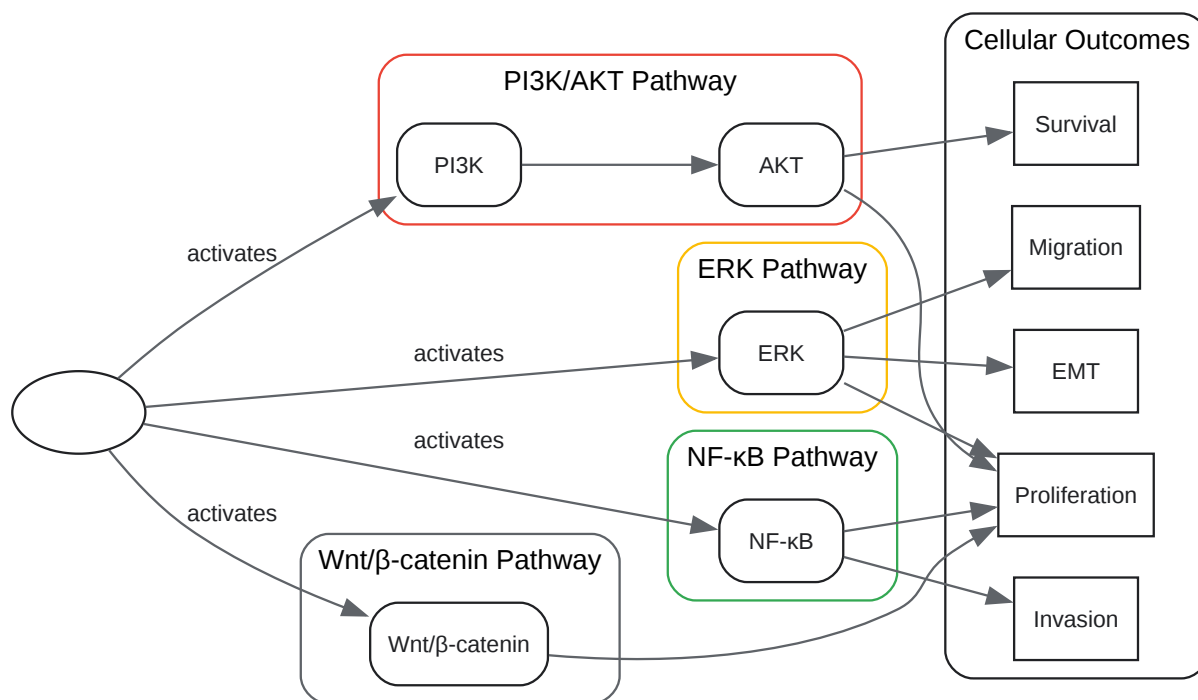 Cellular Outcomes
PI3K/AKT Pathway
Survival
PI3K
AKT
Migration
activates
ERK Pathway
ERK
activates
EMT
activates
NF-κB Pathway
Proliferation
activates
NF-κB
Wnt/β-catenin Pathway
Invasion
Wnt/β-catenin